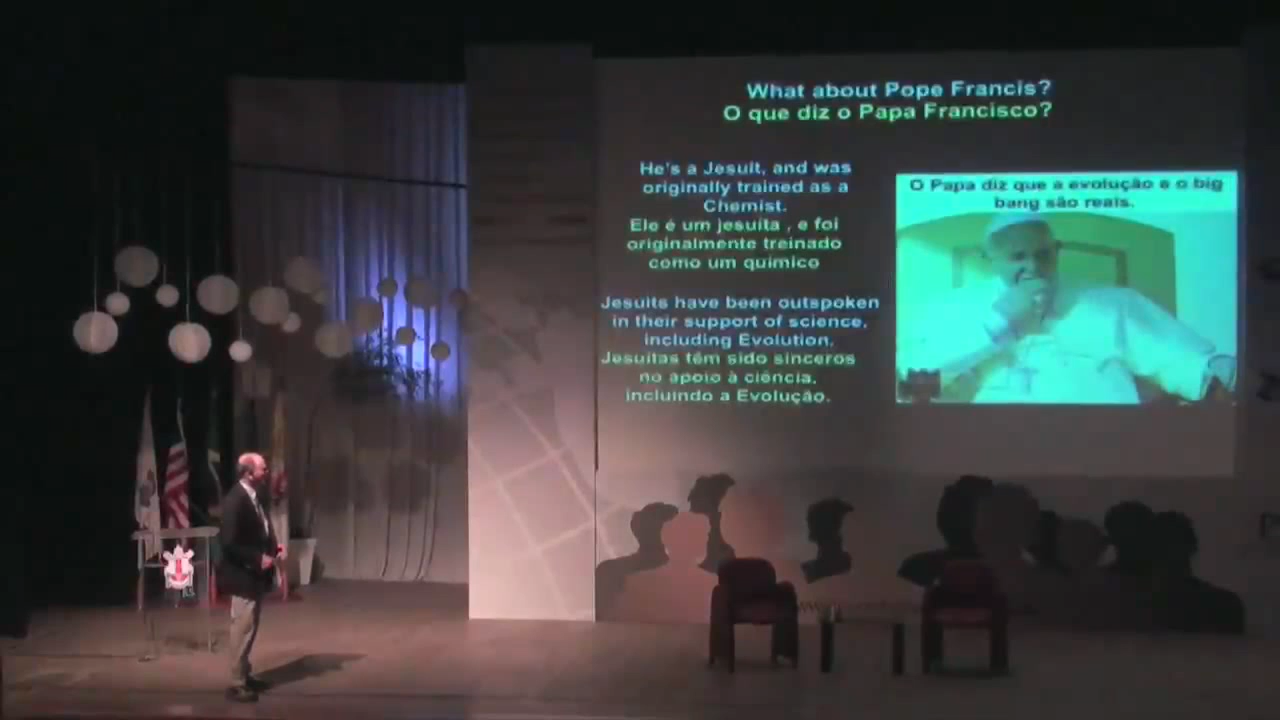 What about Pope Francis?
O que diz o Papa Francisco?
He's a Jesuit, and was
originally trained as a
Chemist.
Ele é um jesuíta , e foi
originalmente treinado
como um químico
Jesuits have been outspoken
in their support of science,
including Evolution.
Jesuitas têm sido sinceros
no apoio à ciência,
incluindo a Evolução.
O Papa diz que a evolução e o big
bang são reais.